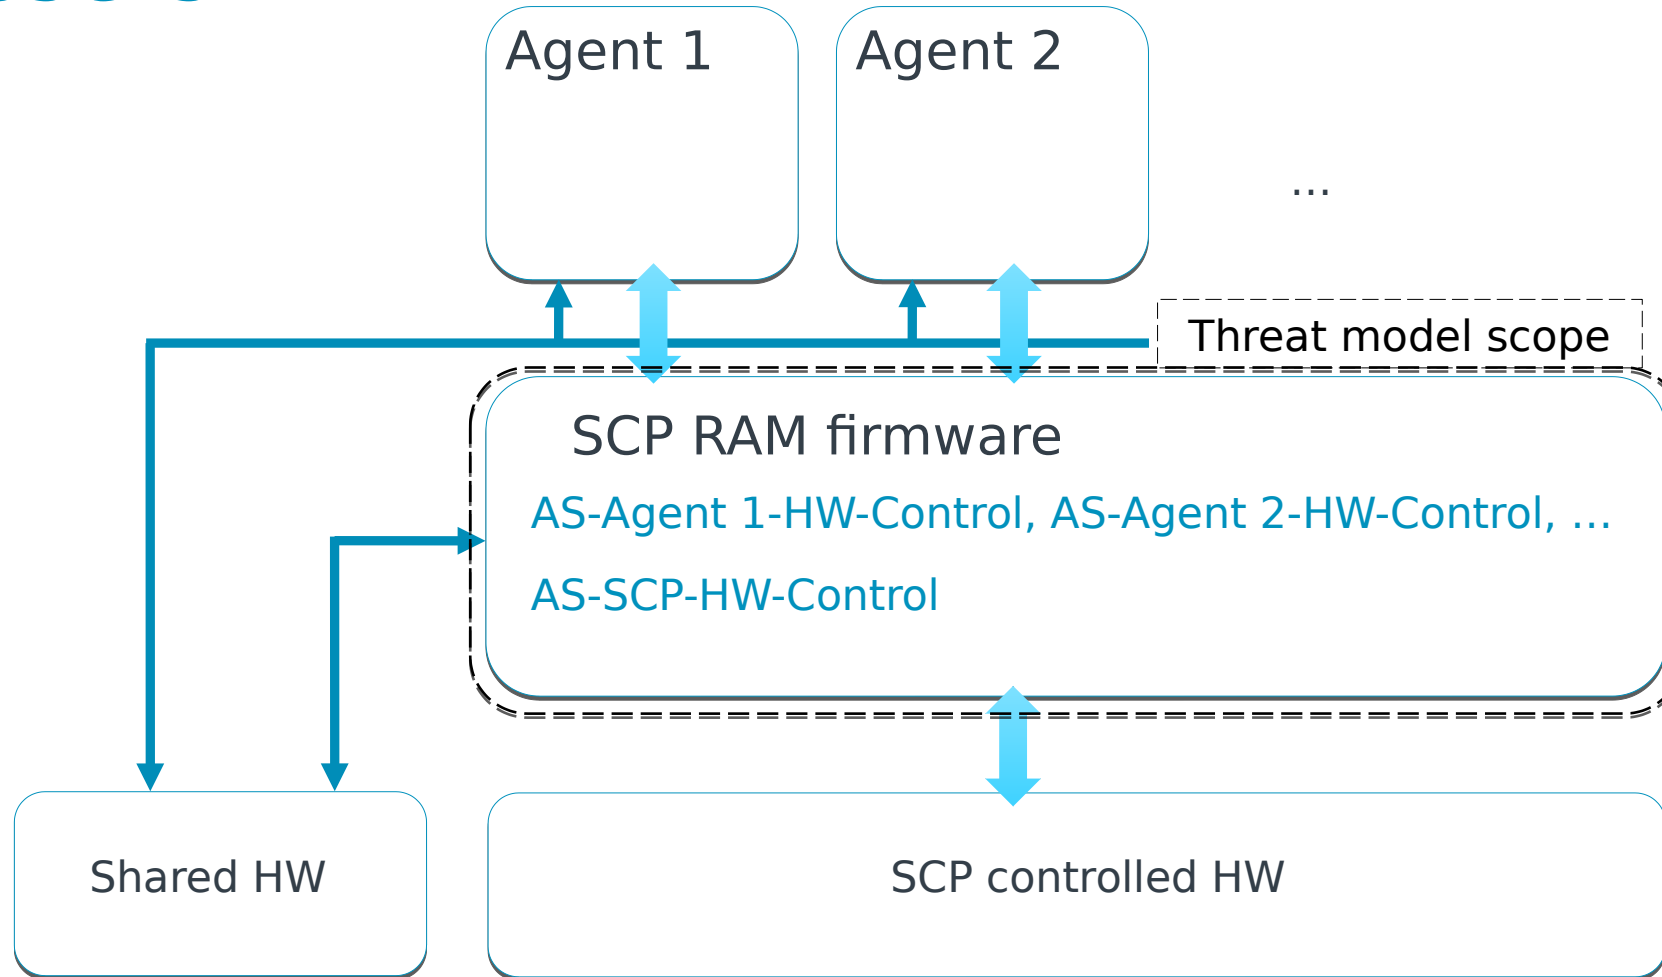 Agent 1
Agent 2
...
Threat model scope
SCP RAM firmware
AS-Agent 1-HW-Control, AS-Agent 2-HW-Control, ...
AS-SCP-HW-Control
Shared HW
SCP controlled HW